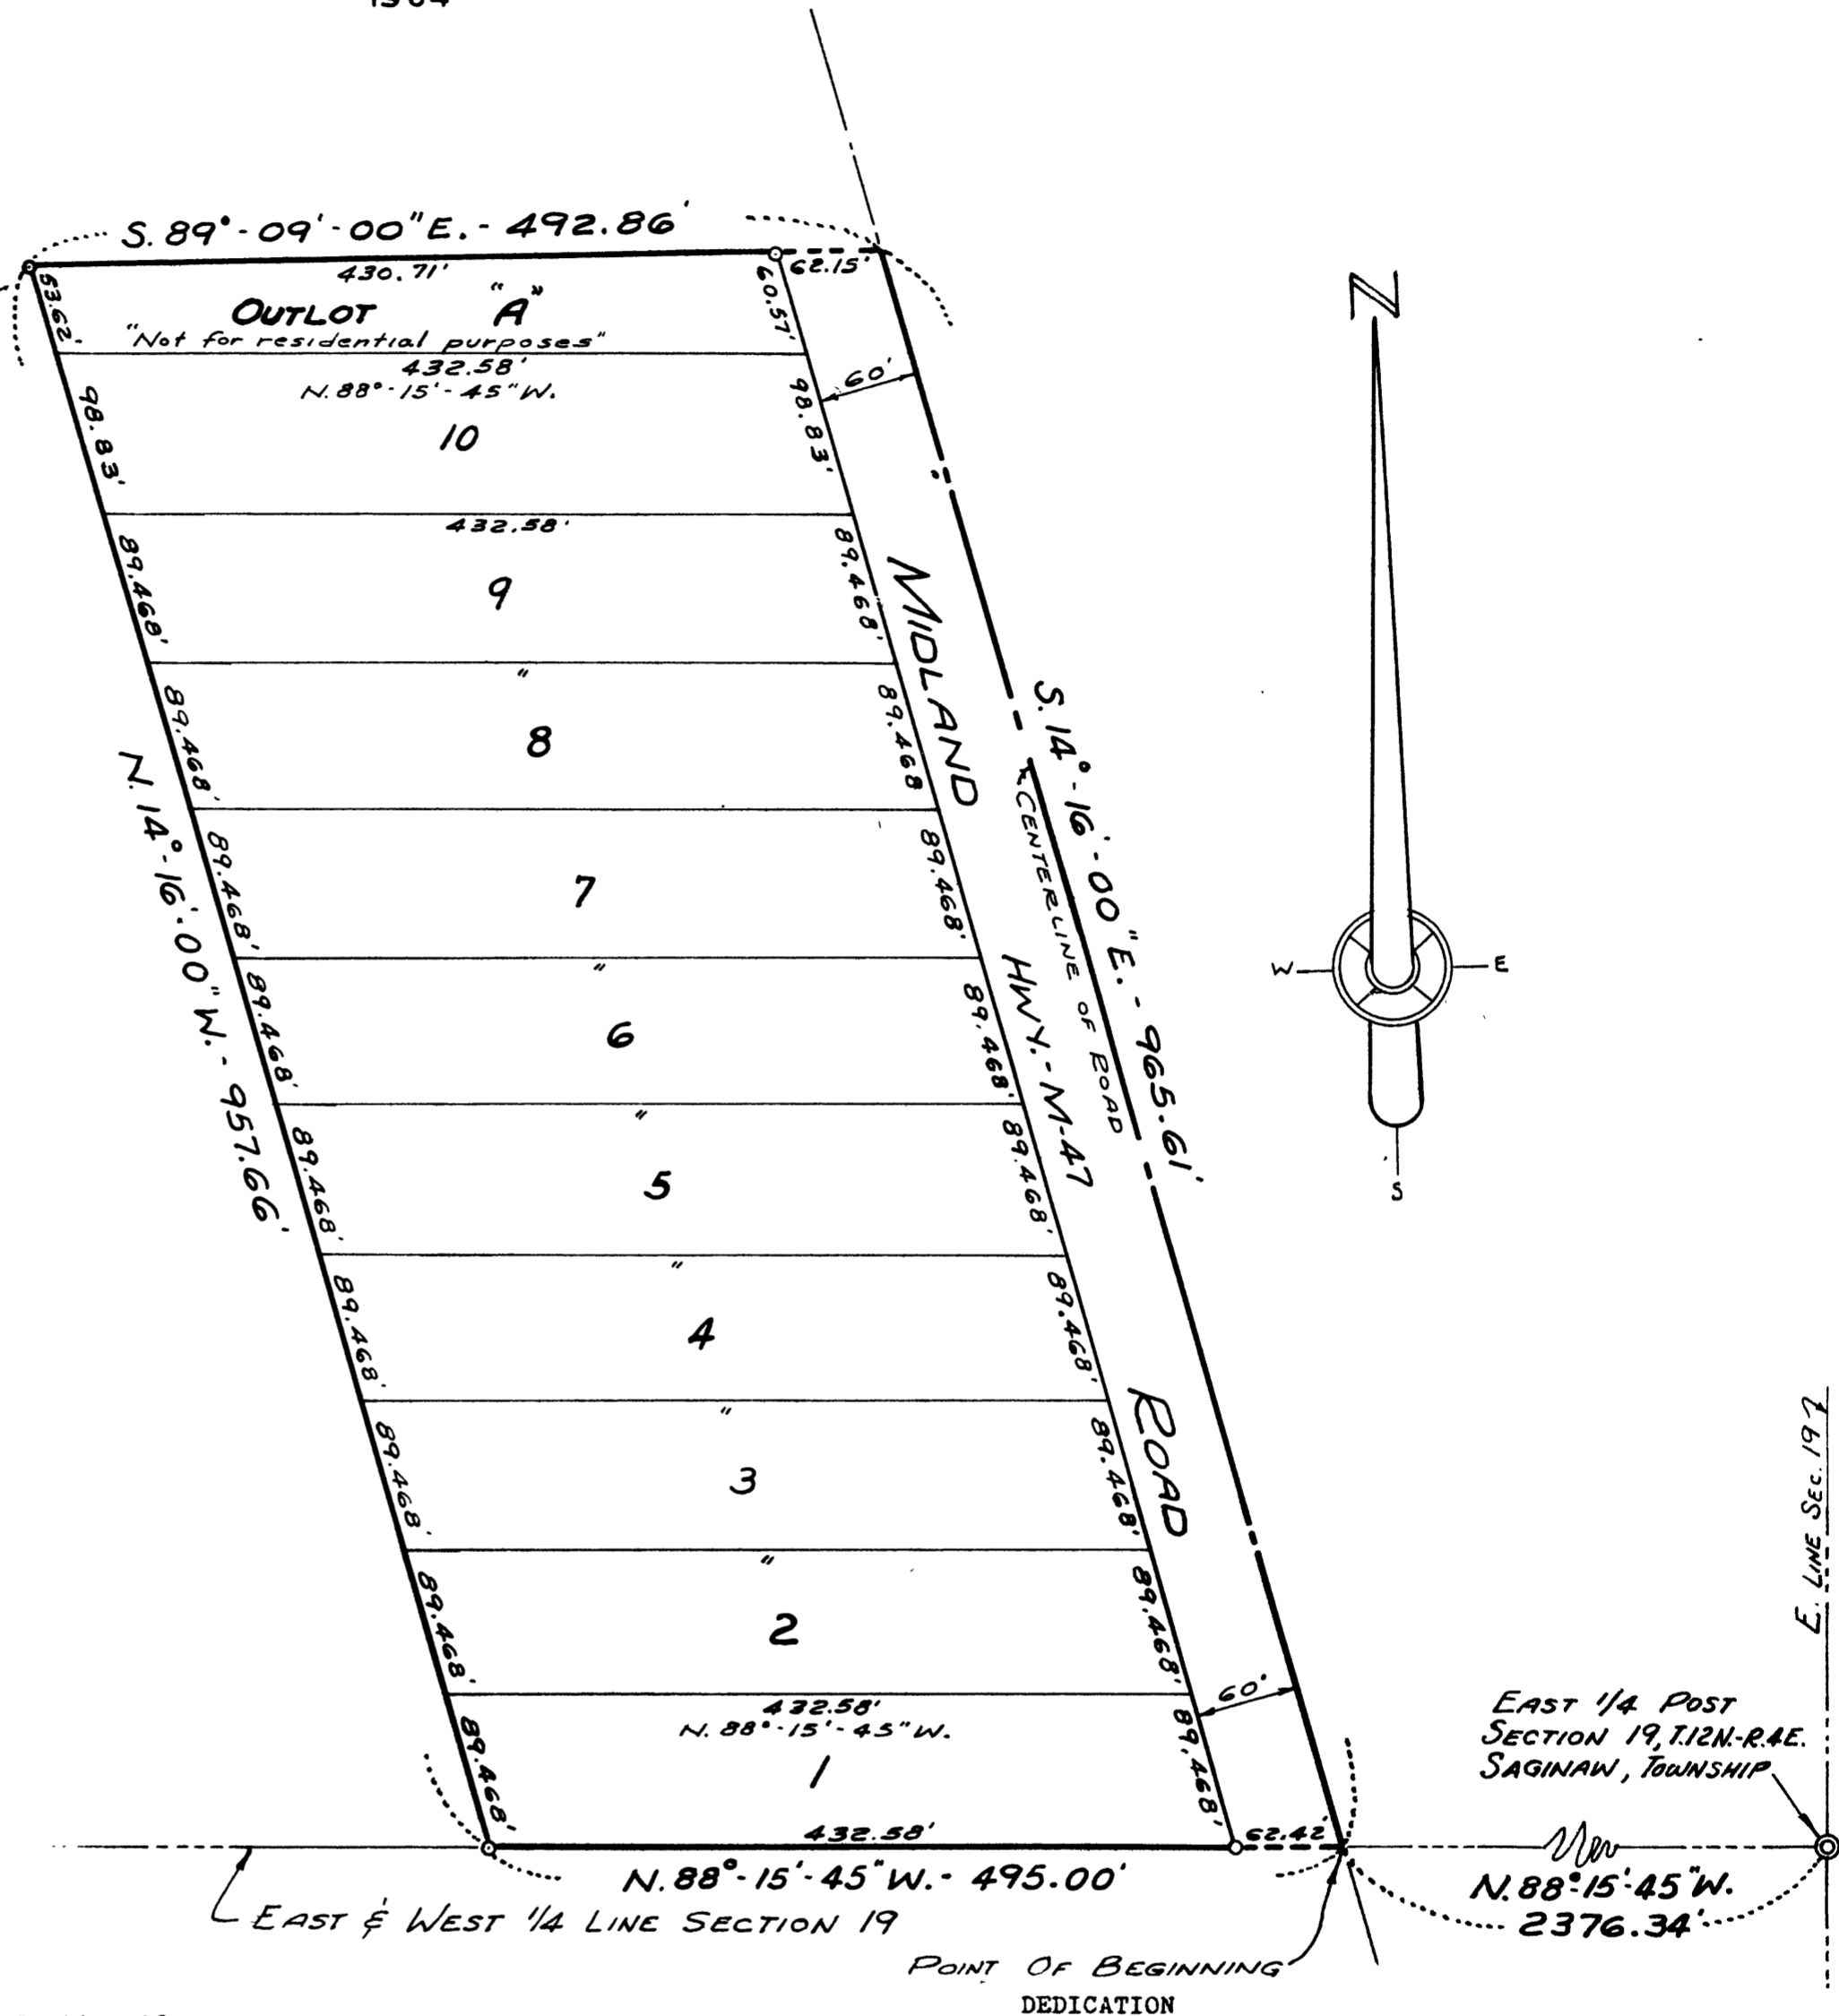 S. 89°-09'-00"E. - 492.86'
430.71'
62.15'
53.62'
60.57'
OUTLOT "A"
"Not for residential purposes"
432.58'
N. 88°-15'-45"W.
60'
98.83'
98.83'
10
432.58'
89.468'
89.468'
9
MIDLAND
"
89.468'
89.468
8
S. 14°-16'-00"E. - 965.61'
N. 14°-16'-00"W. - 957.66'
89.468'
89.468'
7
CENTERLINE OF ROAD
"
89.468'
89.468'
6
HWY. - M-47
"
89.468'
89.468'
5
"
89.468'
89.468'
4
"
89.468'
89.468'
3
ROAD
"
89.468'
89.468'
2
432.58'
N. 88°-15'-45"W.
60'
89.468'
89.468'
1
432.58'
62.42'
N. 88°-15'-45"W. - 495.00'
EAST & WEST 1/4 LINE SECTION 19
POINT OF BEGINNING
DEDICATION
N
W
E
S
E. LINE SEC. 19
EAST 1/4 POST
SECTION 19, T.12N.-R.4E.
SAGINAW, TOWNSHIP
N. 88°-15'-45"W.
2376.34'